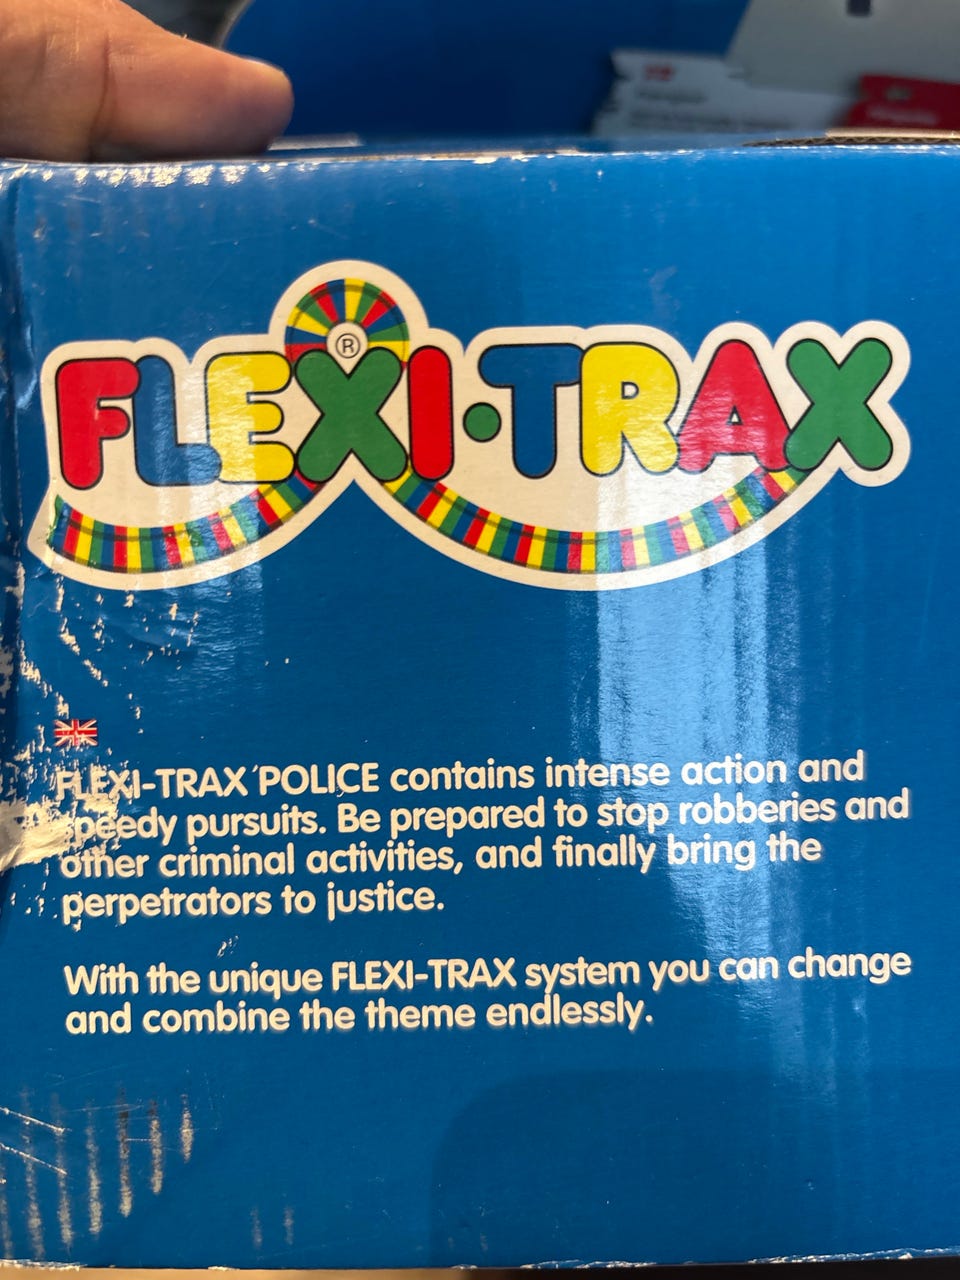 FLEXI·TRAX
®
FLEXI-TRAX POLICE contains intense action and
speedy pursuits. Be prepared to stop robberies and
other criminal activities, and finally bring the
perpetrators to justice.
With the unique FLEXI-TRAX system you can change
and combine the theme endlessly.